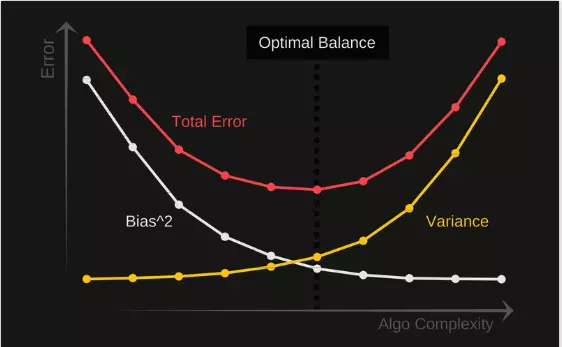 Error
Optimal Balance
Total Error
Bias^2
Variance
Algo Complexity